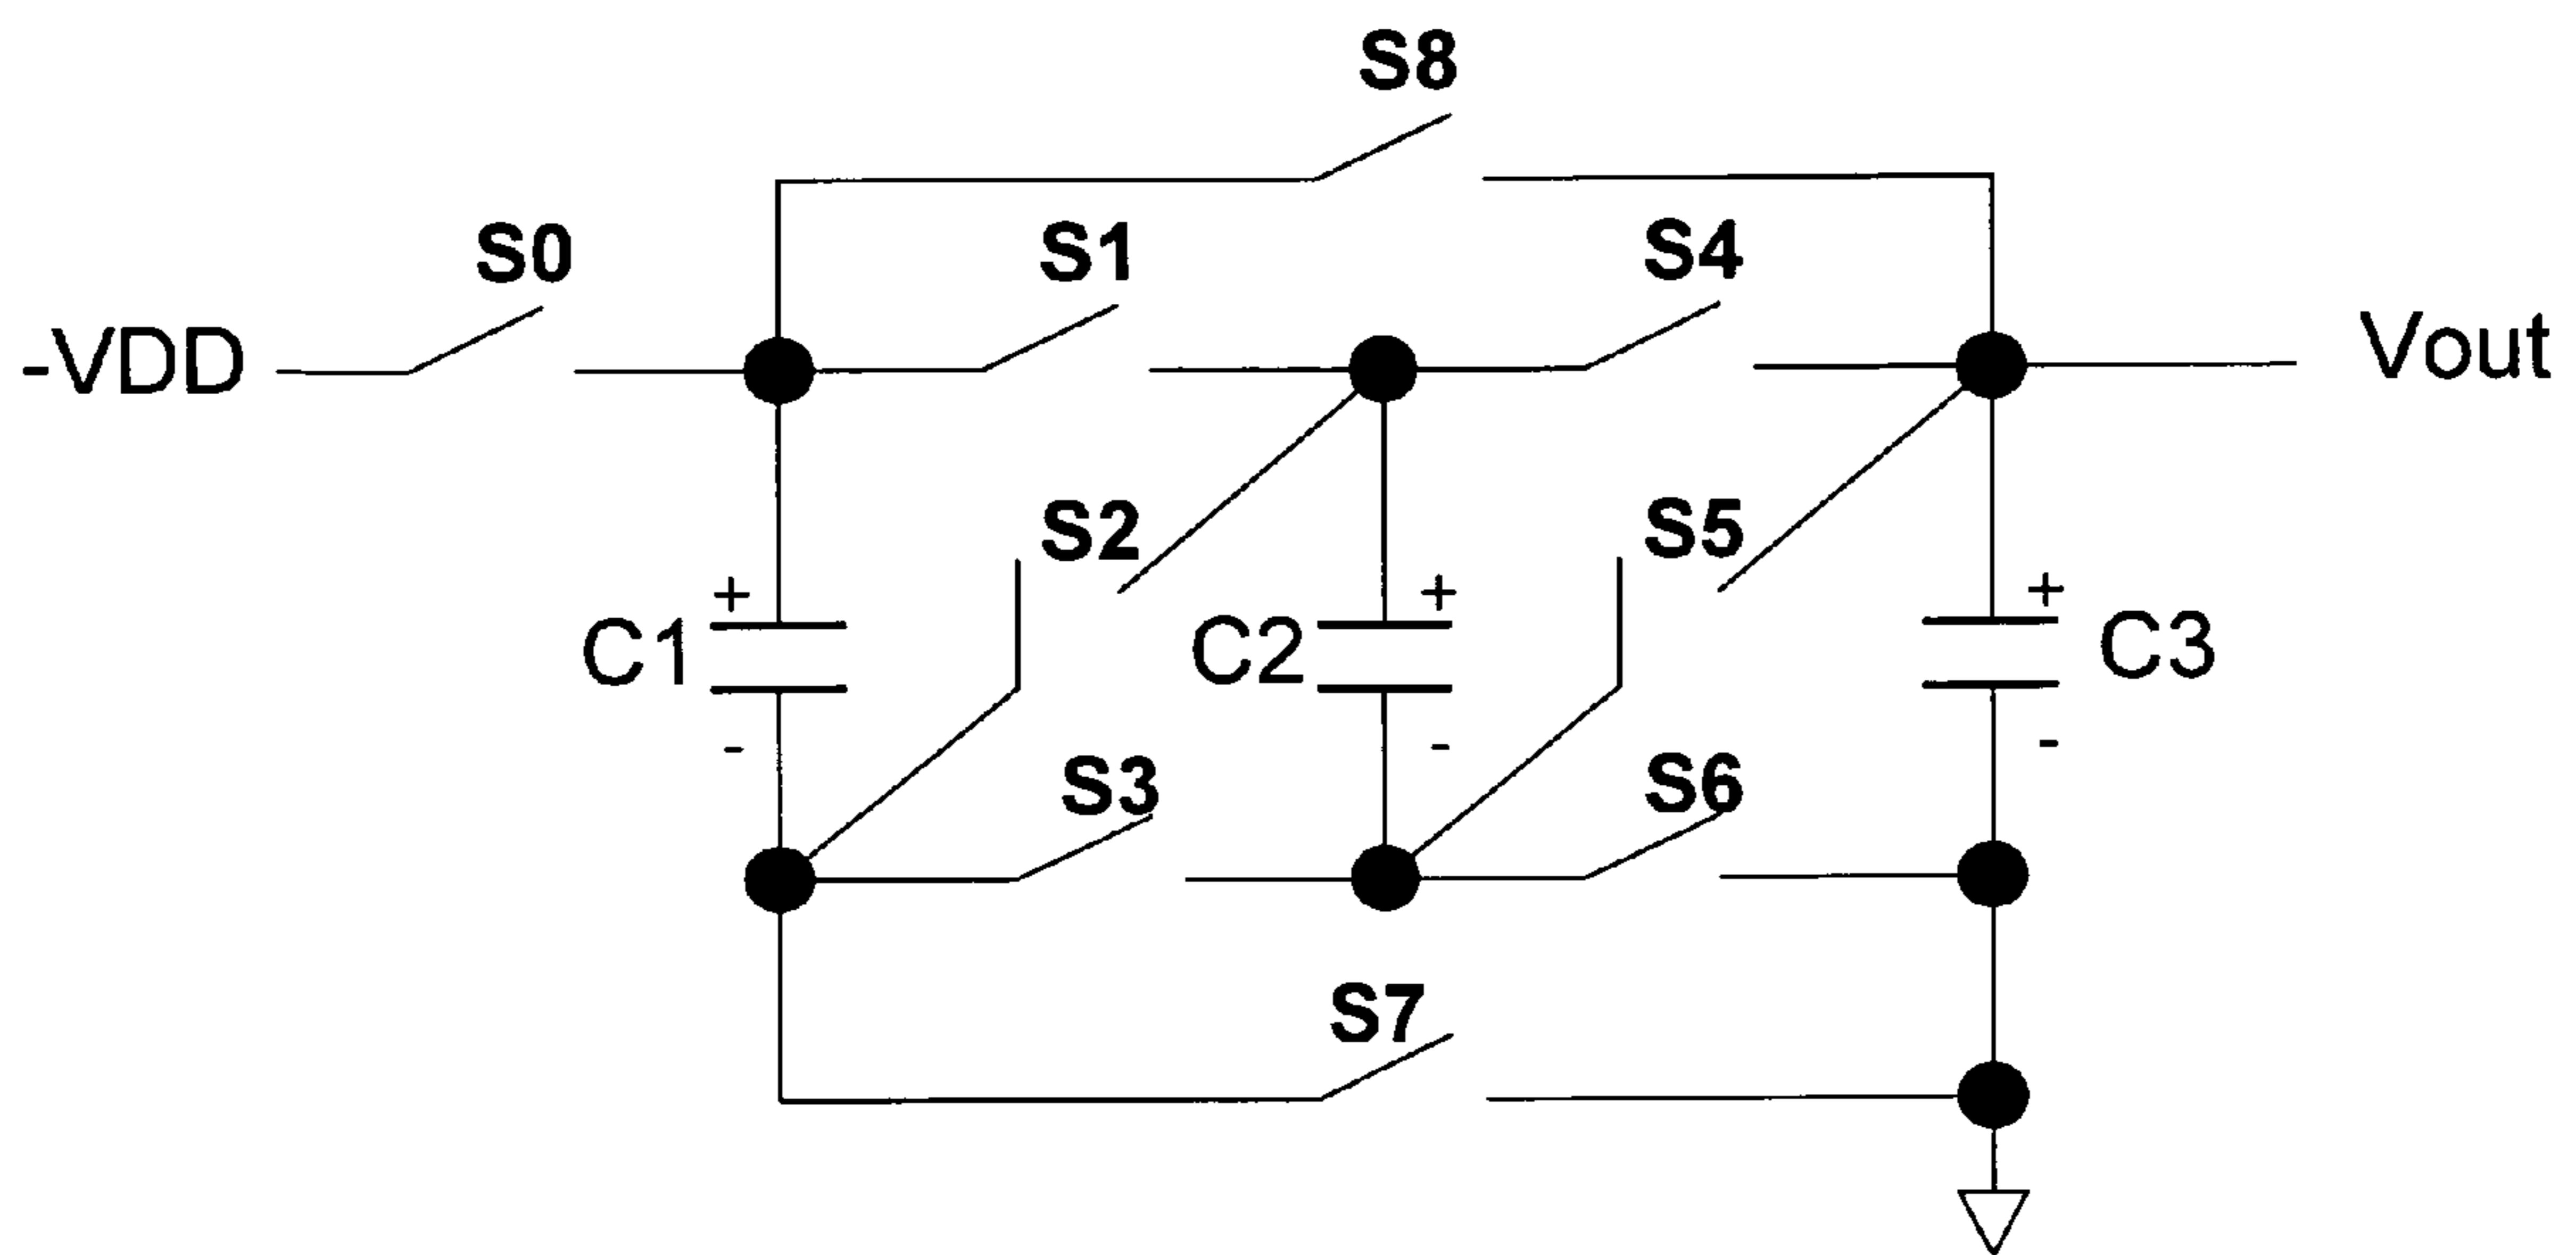 S8
S0 S1 S4
-VDD Vout
S2 S5
+ + +
C1 C2 C3
- - -
S3 S6
S7